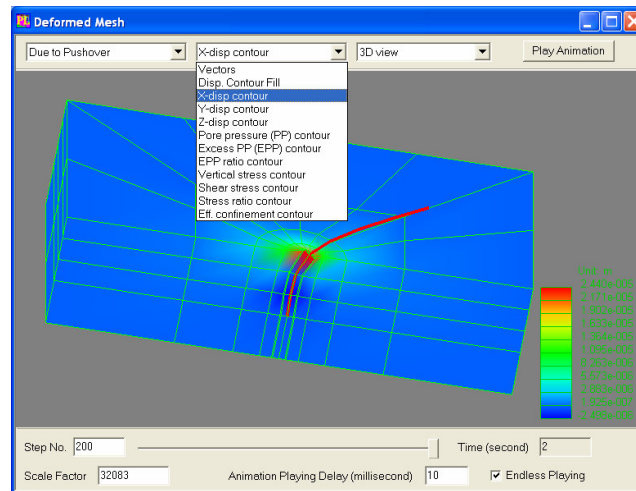 PL Deformed Mesh
Due to Pushover
X-disp contour
3D view
Play Animation
Vectors
Disp. Contour Fill
X-disp contour
Y-disp contour
Z-disp contour
Pore pressure (PP) contour
Excess PP (EPP) contour
EPP ratio contour
Vertical stress contour
Shear stress contour
Stress ratio contour
Eff. confinement contour
Step No. 200
Time (second) 2
Scale Factor 32083
Animation Playing Delay (millisecond) 10
Endless Playing